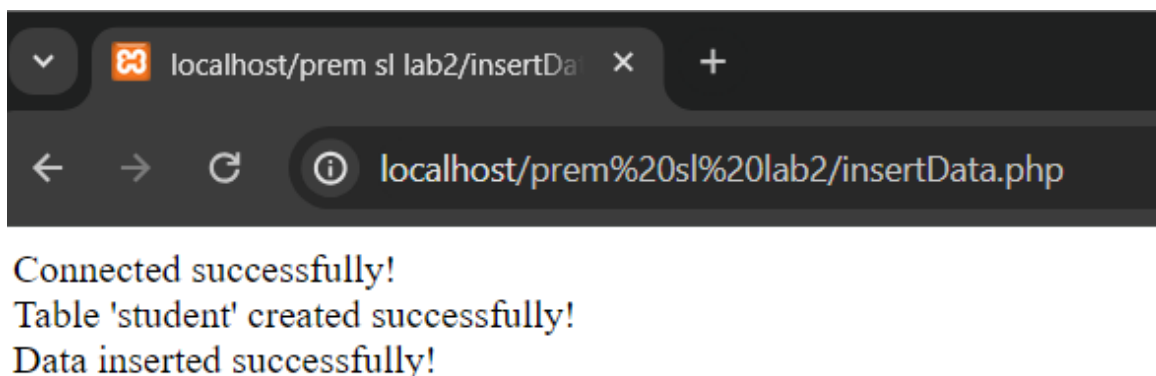 localhost/prem sl lab2/insertDa
localhost/prem%20sl%20lab2/insertData.php
Connected successfully!
Table 'student' created successfully!
Data inserted successfully!